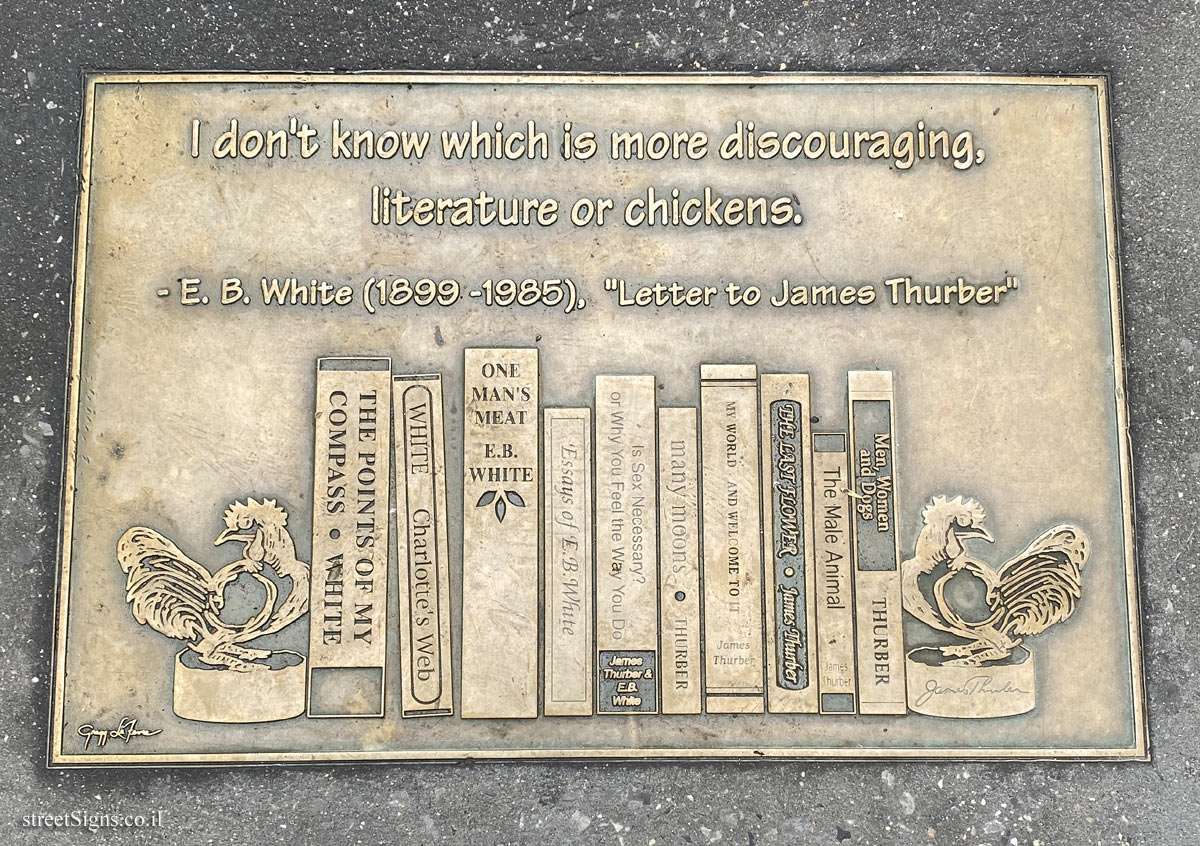 I don't know which is more discouraging,
literature or chickens.
- E. B. White (1899 -1985), "Letter to James Thurber"
THE POINTS OF MY
COMPASS • WHITE
WHITE Charlotte's Web
ONE
MAN'S
MEAT
E.B.
WHITE
Essays of E.B. White
Is Sex Necessary?
or Why You Feel the Way You Do
James
Thurber &
E.B.
White
many moons • THURBER
MY WORLD AND WELCOME TO IT
James
Thurber
THE LAST FLOWER • James Thurber
The Male Animal
James
Thurber
Men, Women
and Dogs
THURBER
James Thurber
Gregg LeFevre
streetSigns.co.il